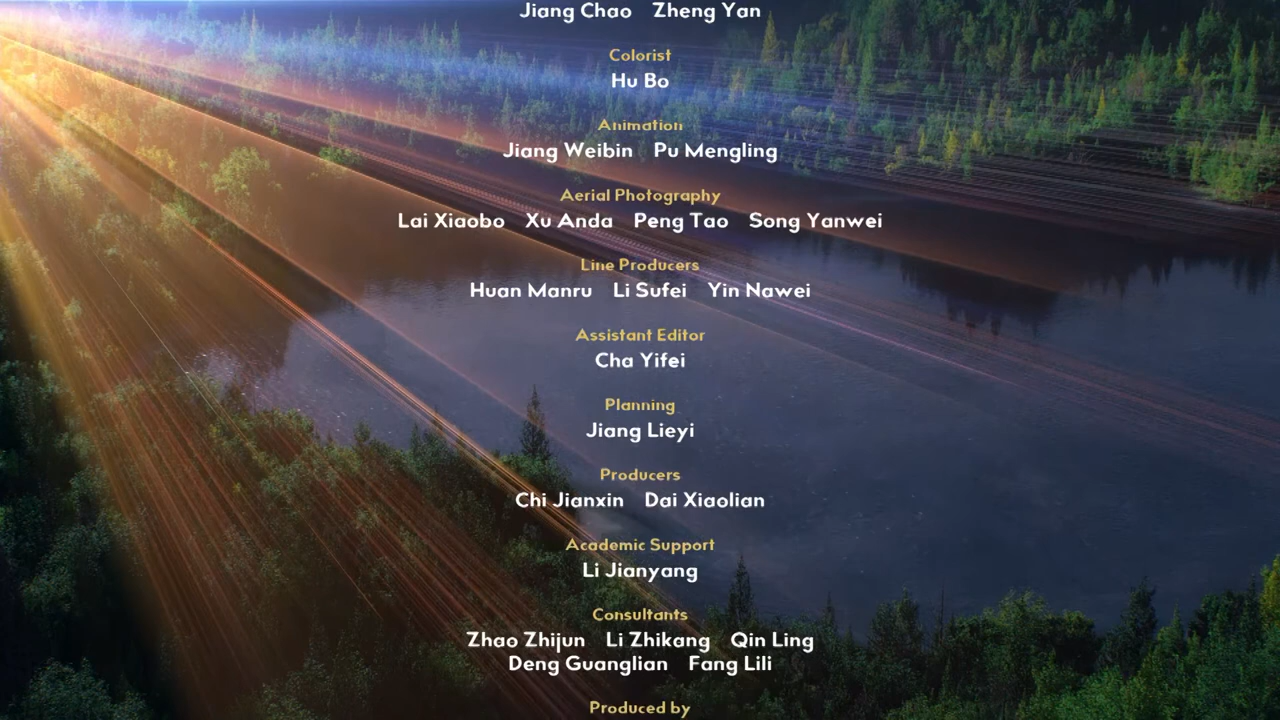 Jiang Chao Zheng Yan
Colorist
Hu Bo
Animation
Jiang Weibin Pu Mengling
Aerial Photography
Lai Xiaobo Xu Anda Peng Tao Song Yanwei
Line Producers
Huan Manru Li Sufei Yin Nawei
Assistant Editor
Cha Yifei
Planning
Jiang Lieyi
Producers
Chi Jianxin Dai Xiaolian
Academic Support
Li Jianyang
Consultants
Zhao Zhijun Li Zhikang Qin Ling
Deng Guanglian Fang Lili
Produced by